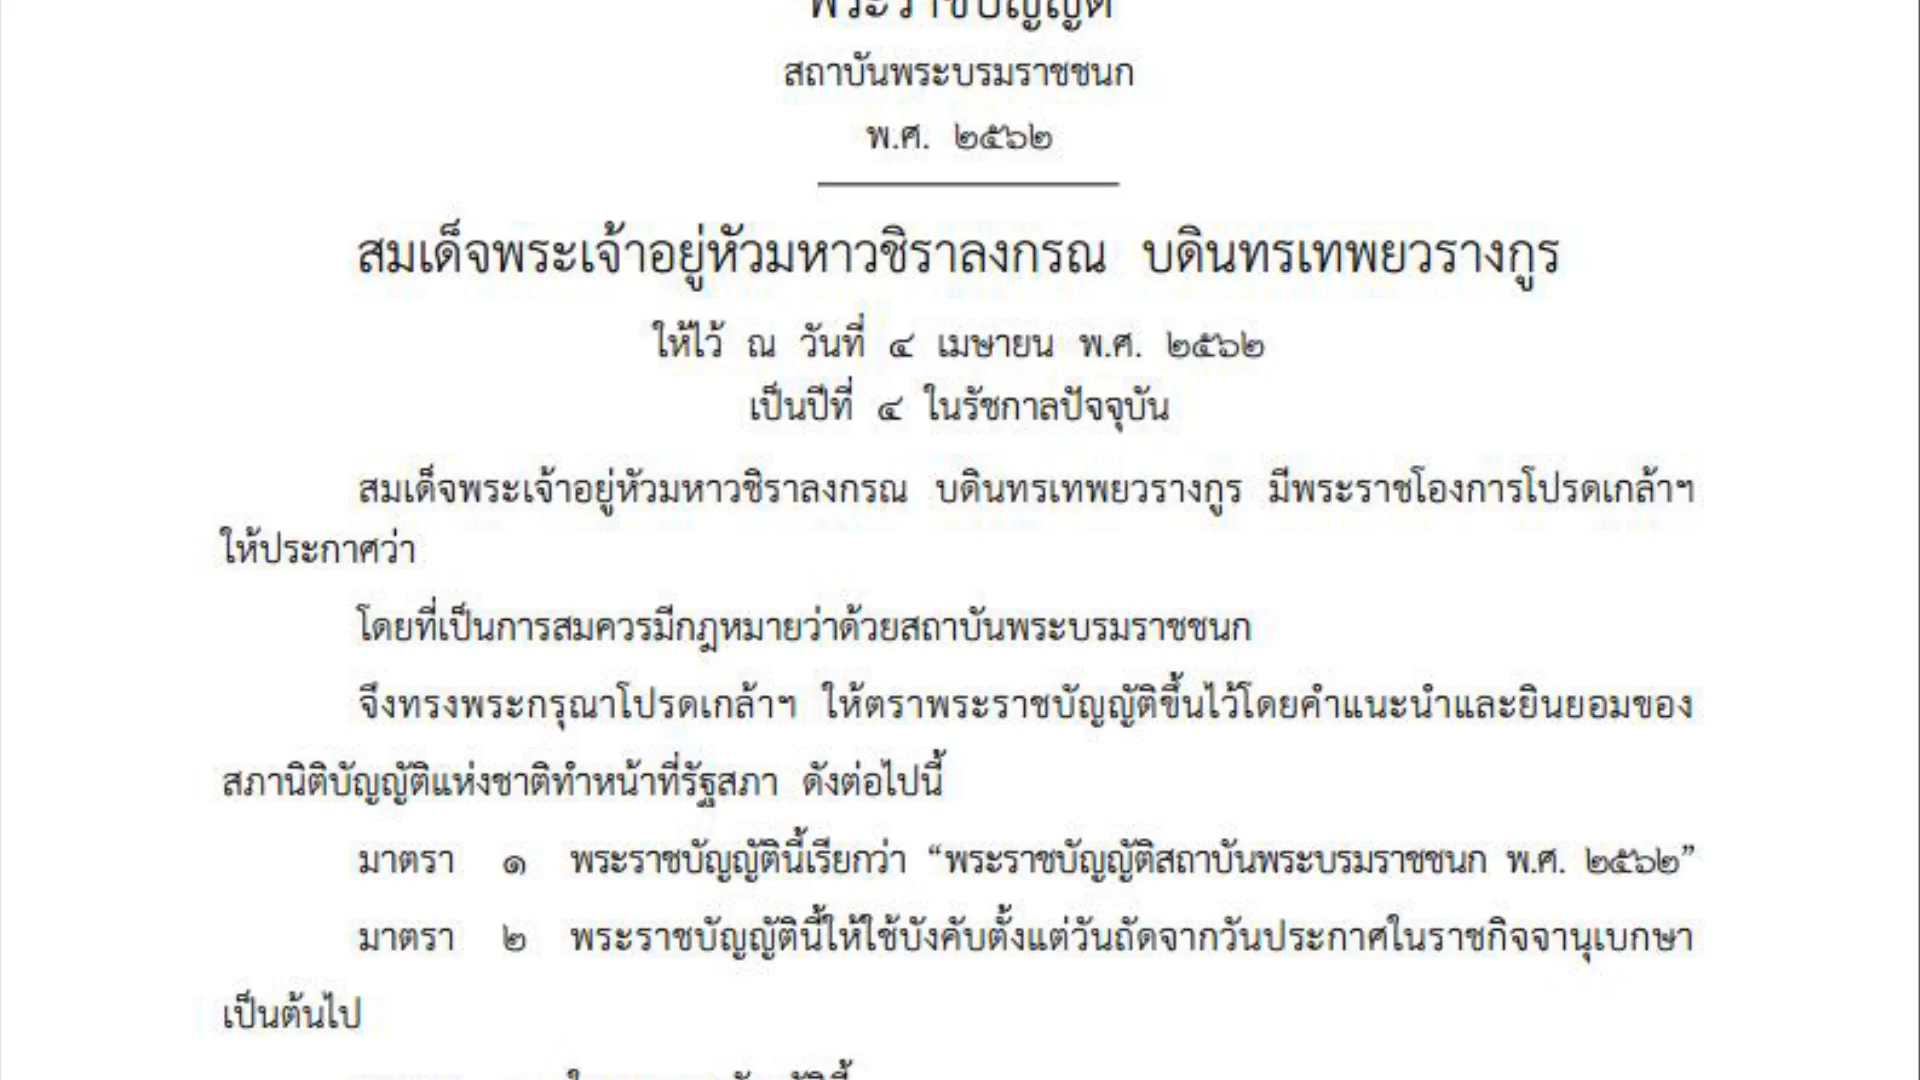 พระราชบัญญัติ
สถาบันพระบรมราชชนก
พ.ศ. ๒๕๖๒
สมเด็จพระเจ้าอยู่หัวมหาวชิราลงกรณ บดินทรเทพยวรางกูร
ให้ไว้ ณ วันที่ ๔ เมษายน พ.ศ. ๒๕๖๒
เป็นปีที่ ๔ ในรัชกาลปัจจุบัน
สมเด็จพระเจ้าอยู่หัวมหาวชิราลงกรณ บดินทรเทพยวรางกูร มีพระราชโองการโปรดเกล้าฯ
ให้ประกาศว่า
โดยที่เป็นการสมควรมีกฎหมายว่าด้วยสถาบันพระบรมราชชนก
จึงทรงพระกรุณาโปรดเกล้าฯ ให้ตราพระราชบัญญัติขึ้นไว้โดยคำแนะนำและยินยอมของ
สภานิติบัญญัติแห่งชาติทำหน้าที่รัฐสภา ดังต่อไปนี้
มาตรา ๑ พระราชบัญญัตินี้เรียกว่า “พระราชบัญญัติสถาบันพระบรมราชชนก พ.ศ. ๒๕๖๒”
มาตรา ๒ พระราชบัญญัตินี้ให้ใช้บังคับตั้งแต่วันถัดจากวันประกาศในราชกิจจานุเบกษา
เป็นต้นไป